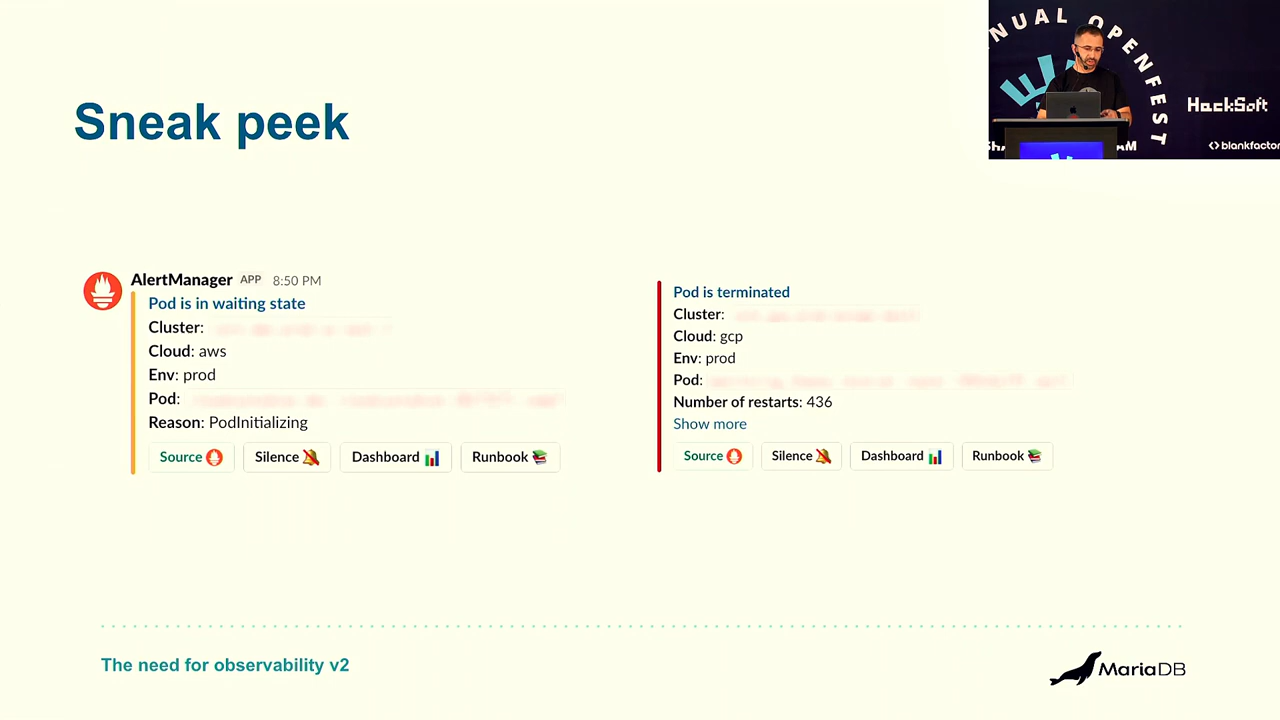 Sneak peek
AlertManager APP 8:50 PM
Pod is in waiting state
Cluster:
Cloud: aws
Env: prod
Pod:
Reason: PodInitializing
Source Silence Dashboard Runbook
Pod is terminated
Cluster:
Cloud: gcp
Env: prod
Pod:
Number of restarts: 436
Show more
Source Silence Dashboard Runbook
NUAL OPENFEST
HackSoft
blankfactor
The need for observability v2
MariaDB